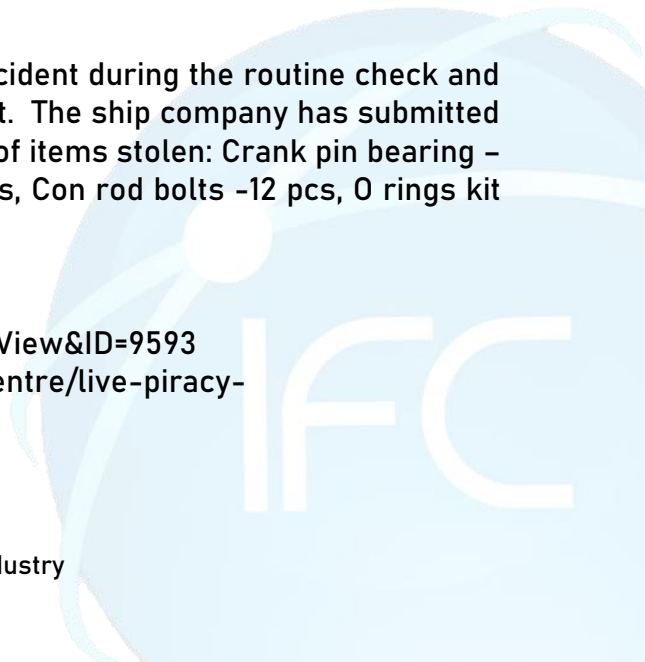 cident during the routine check and
t. The ship company has submitted
of items stolen: Crank pin bearing –
s, Con rod bolts -12 pcs, O rings kit
View&ID=9593
entre/live-piracy-
IFC
dustry